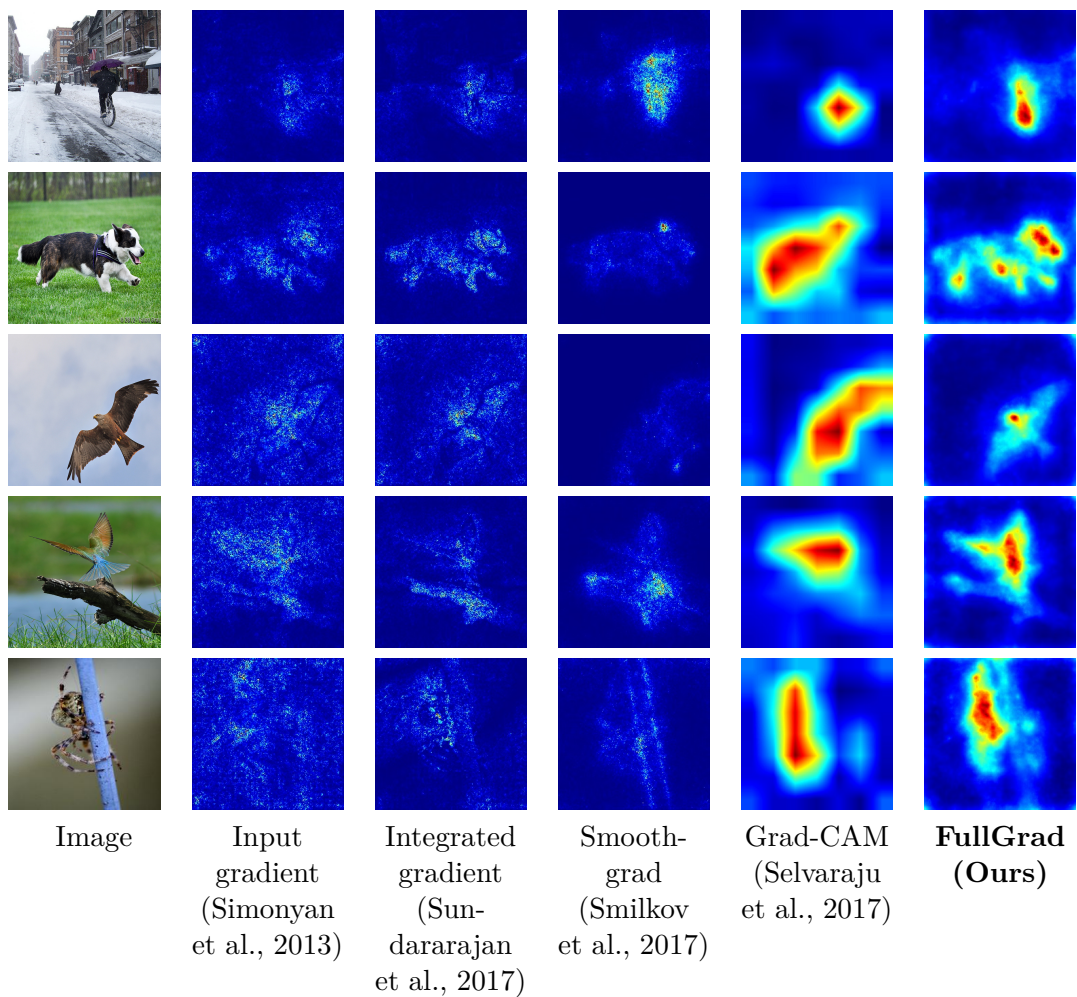 Image
Input
gradient
(Simonyan
et al., 2013)
Integrated
gradient
(Sun-
dararajan
et al., 2017)
Smooth-
grad
(Smilkov
et al., 2017)
Grad-CAM
(Selvaraju
et al., 2017)
FullGrad
(Ours)